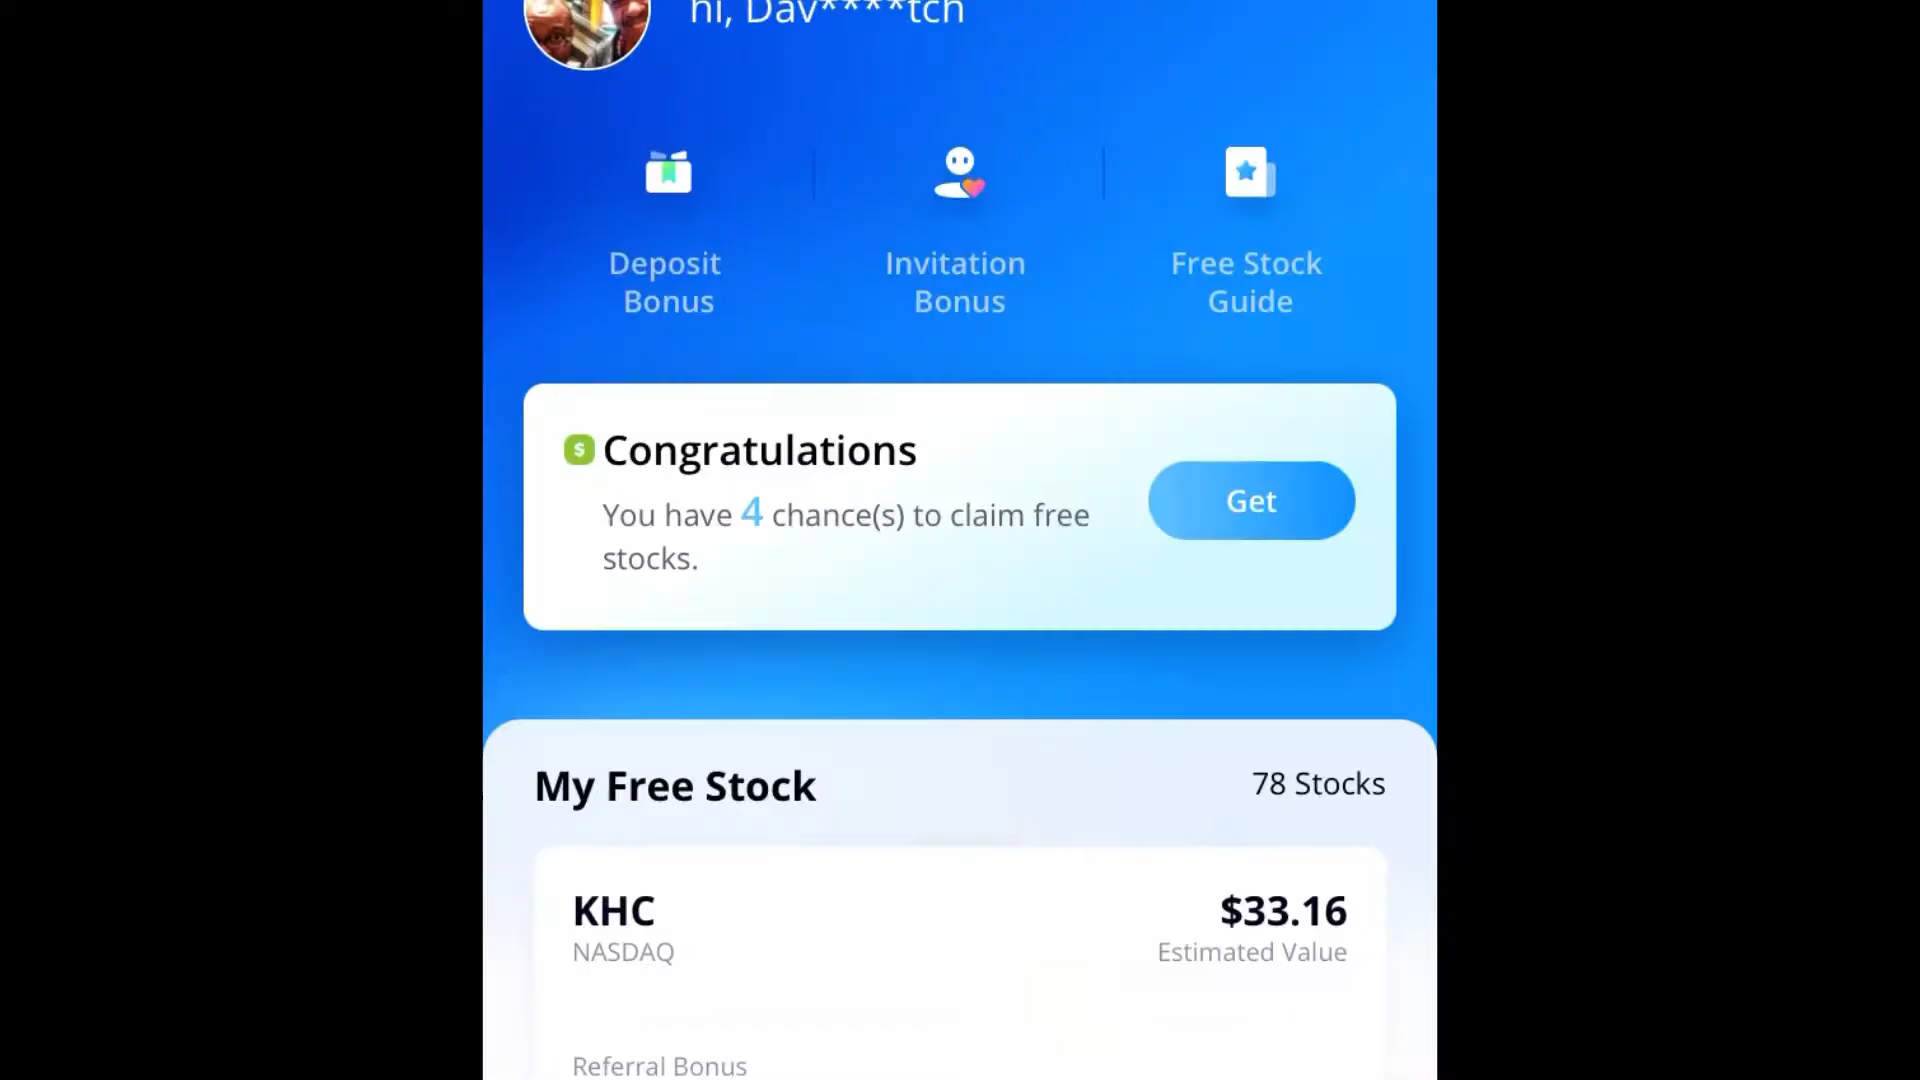 hi, Dav****tch
Deposit
Bonus
Invitation
Bonus
Free Stock
Guide
$ Congratulations
You have 4 chance(s) to claim free
stocks.
Get
My Free Stock
78 Stocks
KHC
$33.16
NASDAQ
Estimated Value
Referral Bonus